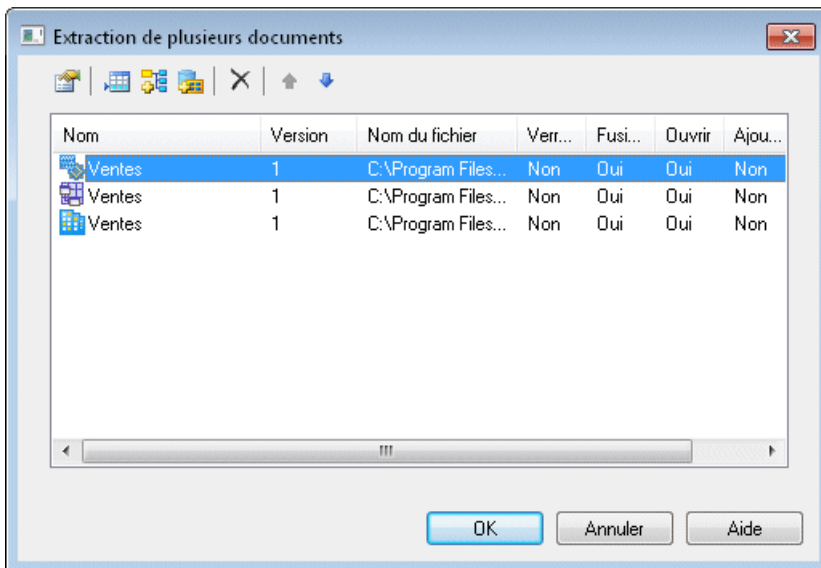 Extraction de plusieurs documents
Nom Version Nom du fichier Verr... Fusi... Ouvrir Ajou...
Ventes 1 C:\Program Files... Non Oui Oui Non
Ventes 1 C:\Program Files... Non Oui Oui Non
Ventes 1 C:\Program Files... Non Oui Oui Non
OK Annuler Aide